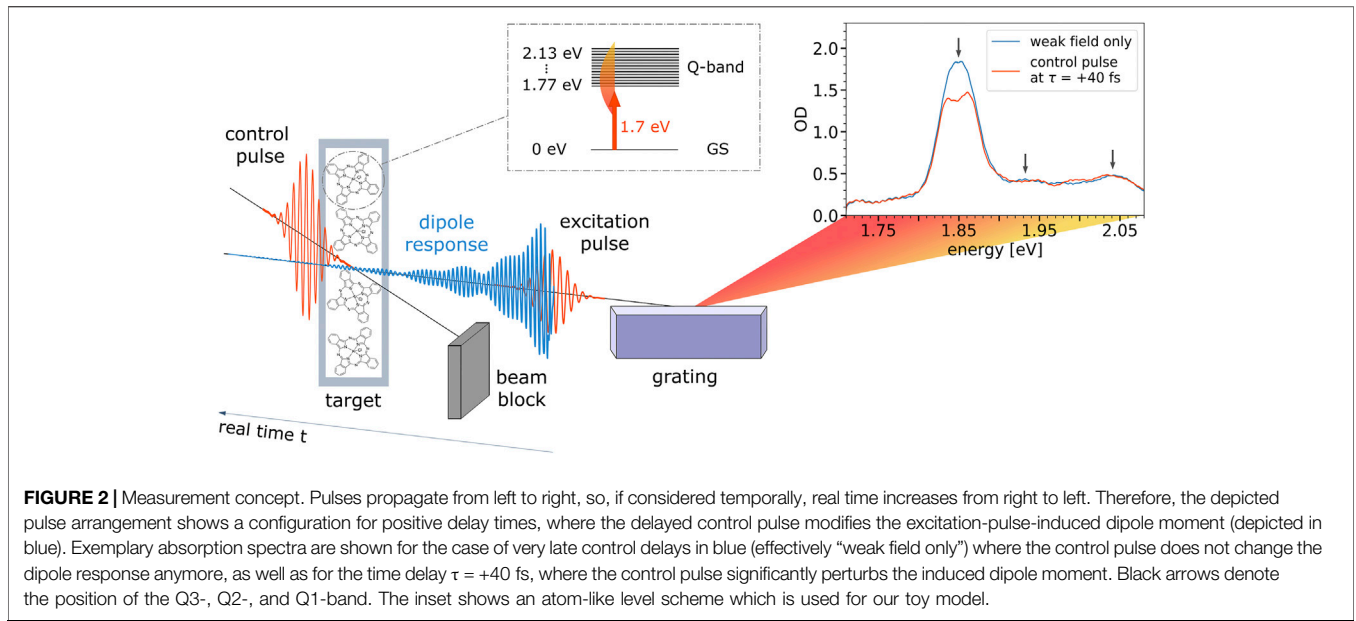 control
pulse
target
real time t
dipole
response
excitation
pulse
beam
block
grating
2.13 eV
⋮
1.77 eV
Q-band
1.7 eV
0 eV
GS
weak field only
control pulse
at τ = +40 fs
OD
2.0
1.5
1.0
0.5
0.0
1.75 1.85 1.95 2.05
energy [eV]
FIGURE 2 | Measurement concept. Pulses propagate from left to right, so, if considered temporally, real time increases from right to left. Therefore, the depicted
pulse arrangement shows a configuration for positive delay times, where the delayed control pulse modifies the excitation-pulse-induced dipole moment (depicted in
blue). Exemplary absorption spectra are shown for the case of very late control delays in blue (effectively “weak field only”) where the control pulse does not change the
dipole response anymore, as well as for the time delay τ = +40 fs, where the control pulse significantly perturbs the induced dipole moment. Black arrows denote
the position of the Q3-, Q2-, and Q1-band. The inset shows an atom-like level scheme which is used for our toy model.